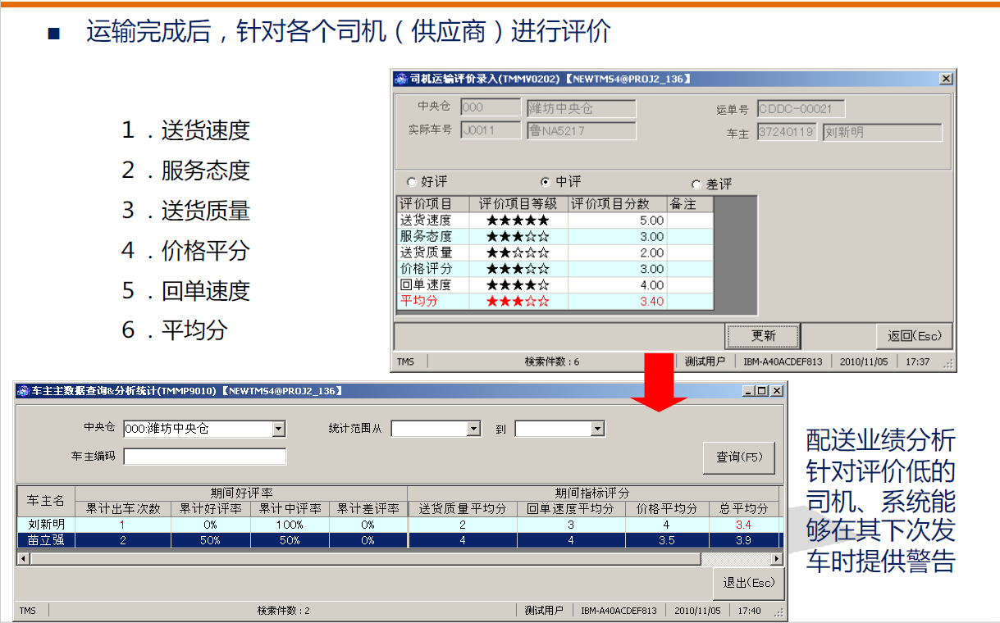 ■ 运输完成后，针对各个司机（供应商）进行评价
1．送货速度
2．服务态度
3．送货质量
4．价格平分
5．回单速度
6．平均分
司机运输评价录入(TMMV0202)【NEWTMS4@PROJ2_136】
中央仓 000 潍坊中央仓 运单号 CDDC-00021
实际车号 J0011 鲁NA5217 车主 37240119 刘新明
好评 中评 差评
评价项目 评价项目等级 评价项目分数 备注
送货速度 ★★★★★ 5.00
服务态度 ★★★☆☆ 3.00
送货质量 ★★☆☆☆ 2.00
价格评分 ★★★☆☆ 3.00
回单速度 ★★★★☆ 4.00
平均分 ★★★☆☆ 3.40
更新 返回(Esc)
TMS 检索件数：6 测试用户 IBM-A40ACDEF813 2010/11/05 17:37
车主主数据查询&分析统计(TMMP9010)【NEWTMS4@PROJ2_136】
中央仓 000:潍坊中央仓 统计范围从 到
车主编码
查询(F5)
车主名 期间好评率 期间指标评分
累计出车次数 累计好评率 累计中评率 累计差评率 送货质量平均分 回单速度平均分 价格平均分 总平均分
刘新明 1 0% 100% 0% 2 3 4 3.4
苗立强 2 50% 50% 0% 4 4 3.5 3.9
退出(Esc)
TMS 检索件数：2 测试用户 IBM-A40ACDEF813 2010/11/05 17:40
配送业绩分析
针对评价低的
司机、系统能
够在其下次发
车时提供警告